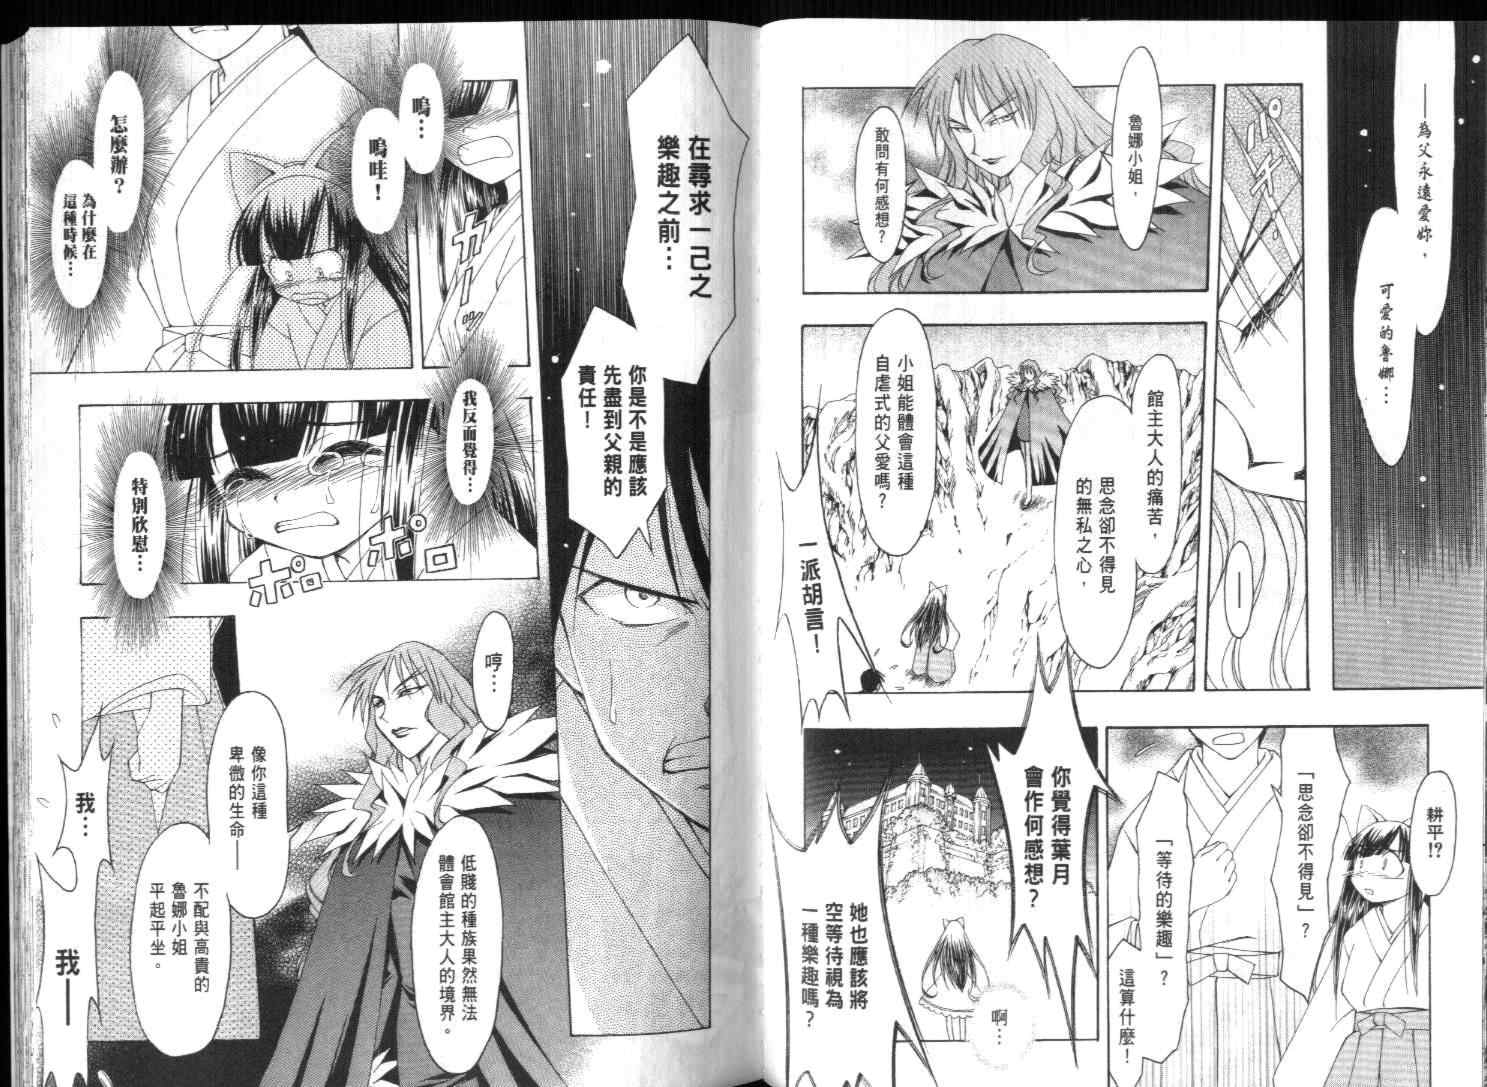 ——為父永遠愛妳，
可愛的魯娜…
魯娜小姐，
敢問有何感想？
館主大人的痛苦，
思念卻不得見
的無私之心，
小姐能體會這種
自虐式的父愛嗎？
一派胡言！
耕平!?
「思念卻不得見」？
「等待的樂趣」？
這算什麼！
你覺得葉月
會作何感想？
她也應該將
空等待視為
一種樂趣嗎？
啊…
在尋求一己之
樂趣之前…
你是不是應該
先盡到父親的
責任！
嗚…
嗚哇！
怎麼辦？
為什麼在
這種時候…
カーッ
我反而覺得…
特別欣慰…
ポロ
ポロ
哼…
低賤的種族果然無法
體會館主大人的境界。
像你這種
卑微的生命——
不配與高貴的
魯娜小姐
平起平坐。
我…
我——